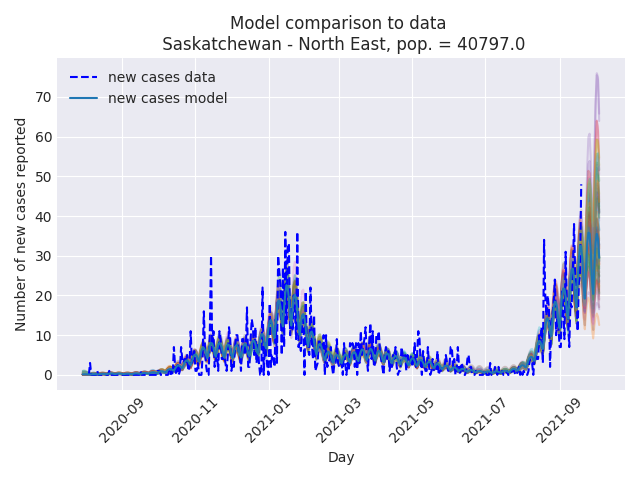 Model comparison to data
Saskatchewan - North East, pop. = 40797.0
new cases data
new cases model
Number of new cases reported
70
60
50
40
30
20
10
0
2020-09
2020-11
2021-01
2021-03
2021-05
2021-07
2021-09
Day